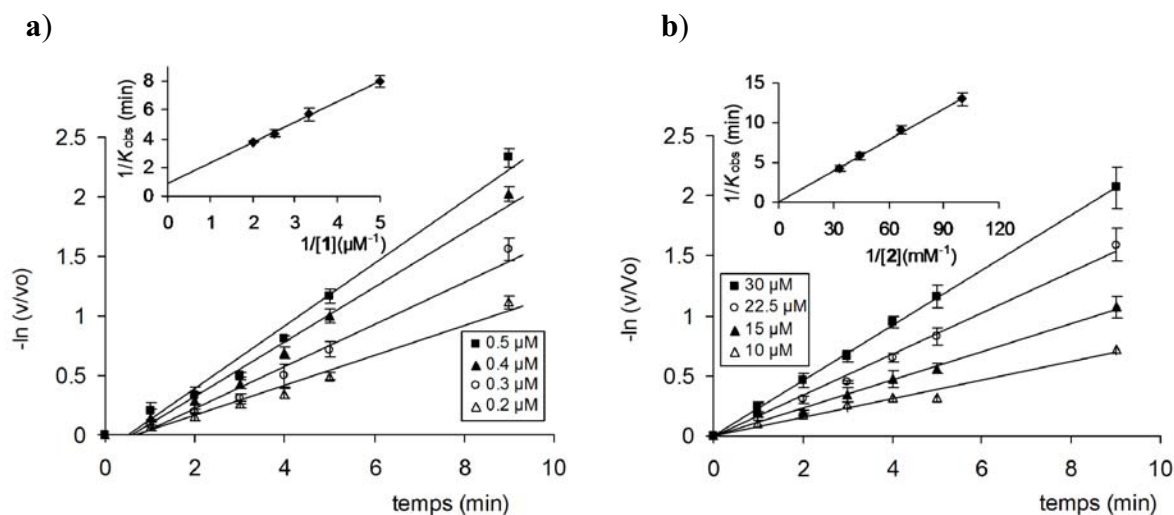 a)
1/Kobs (min)
8
6
4
2
0
0 1 2 3 4 5
1/[1](µM⁻¹)
-ln (v/vo)
2.5
2
1.5
1
0.5
0
0 2 4 6 8 10
temps (min)
0.5 µM
0.4 µM
0.3 µM
0.2 µM
b)
1/Kobs (min)
15
10
5
0
0 30 60 90 120
1/[2](mM⁻¹)
-ln (v/Vo)
2.5
2
1.5
1
0.5
0
0 2 4 6 8 10
temps (min)
30 µM
22.5 µM
15 µM
10 µM